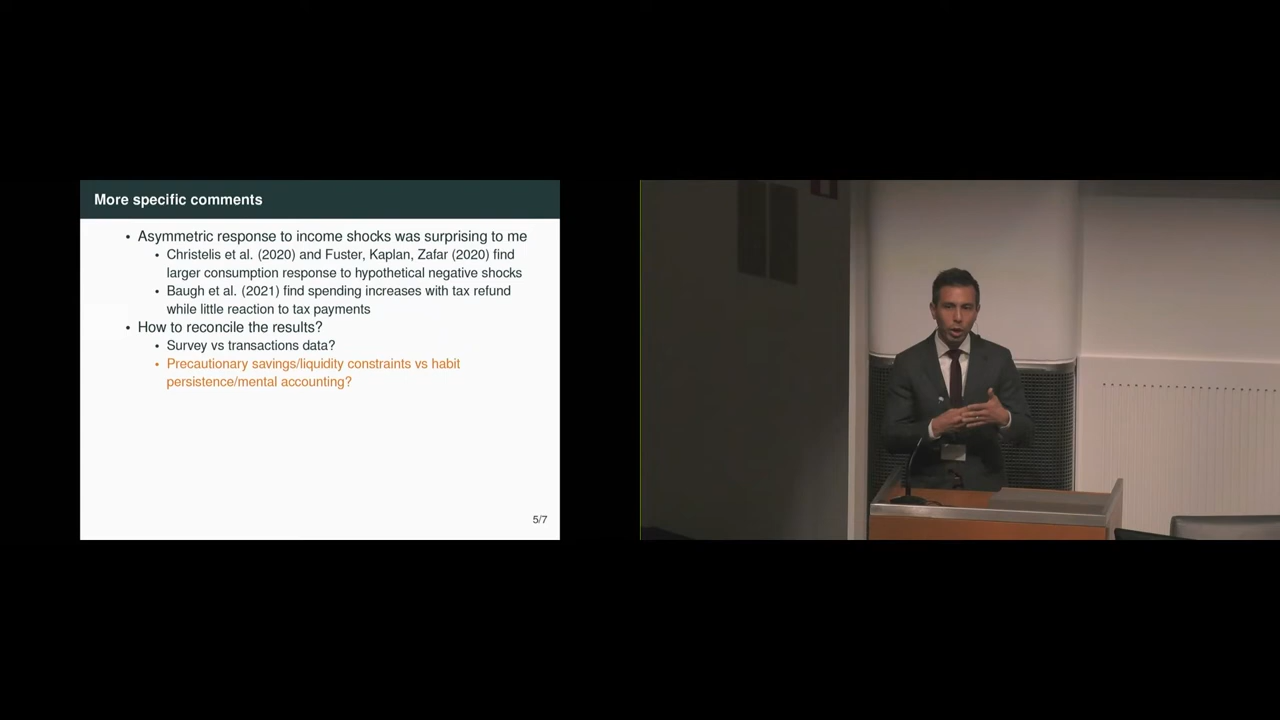 More specific comments
• Asymmetric response to income shocks was surprising to me
• Christelis et al. (2020) and Fuster, Kaplan, Zafar (2020) find
larger consumption response to hypothetical negative shocks
• Baugh et al. (2021) find spending increases with tax refund
while little reaction to tax payments
• How to reconcile the results?
• Survey vs transactions data?
• Precautionary savings/liquidity constraints vs habit
persistence/mental accounting?
5/7